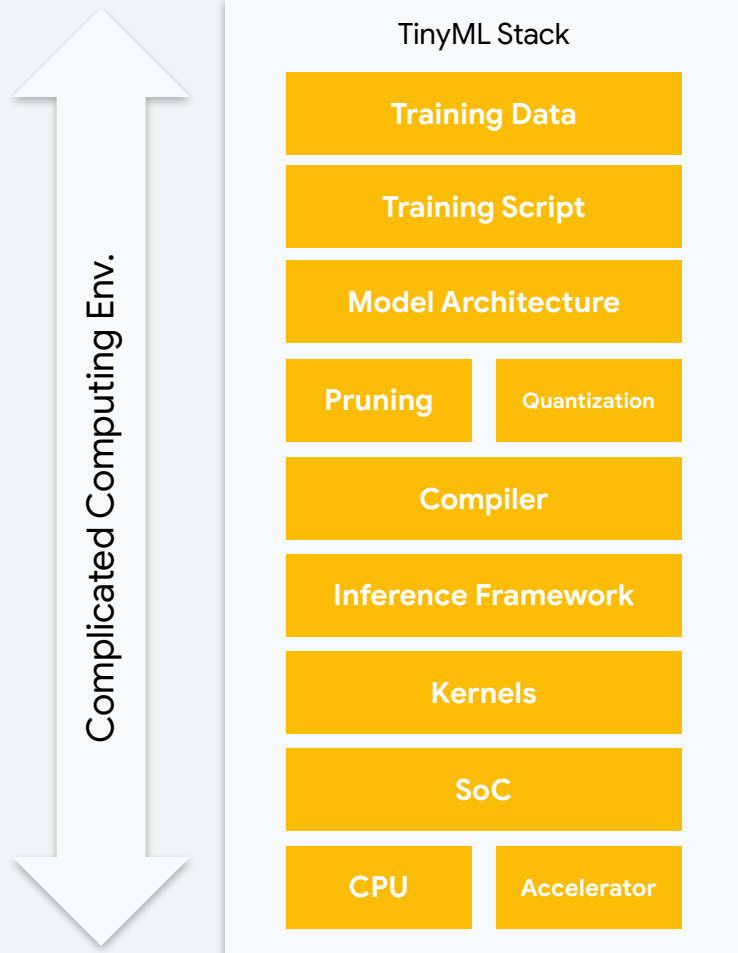 TinyML Stack
Complicated Computing Env.
Training Data
Training Script
Model Architecture
Pruning
Quantization
Compiler
Inference Framework
Kernels
SoC
CPU
Accelerator